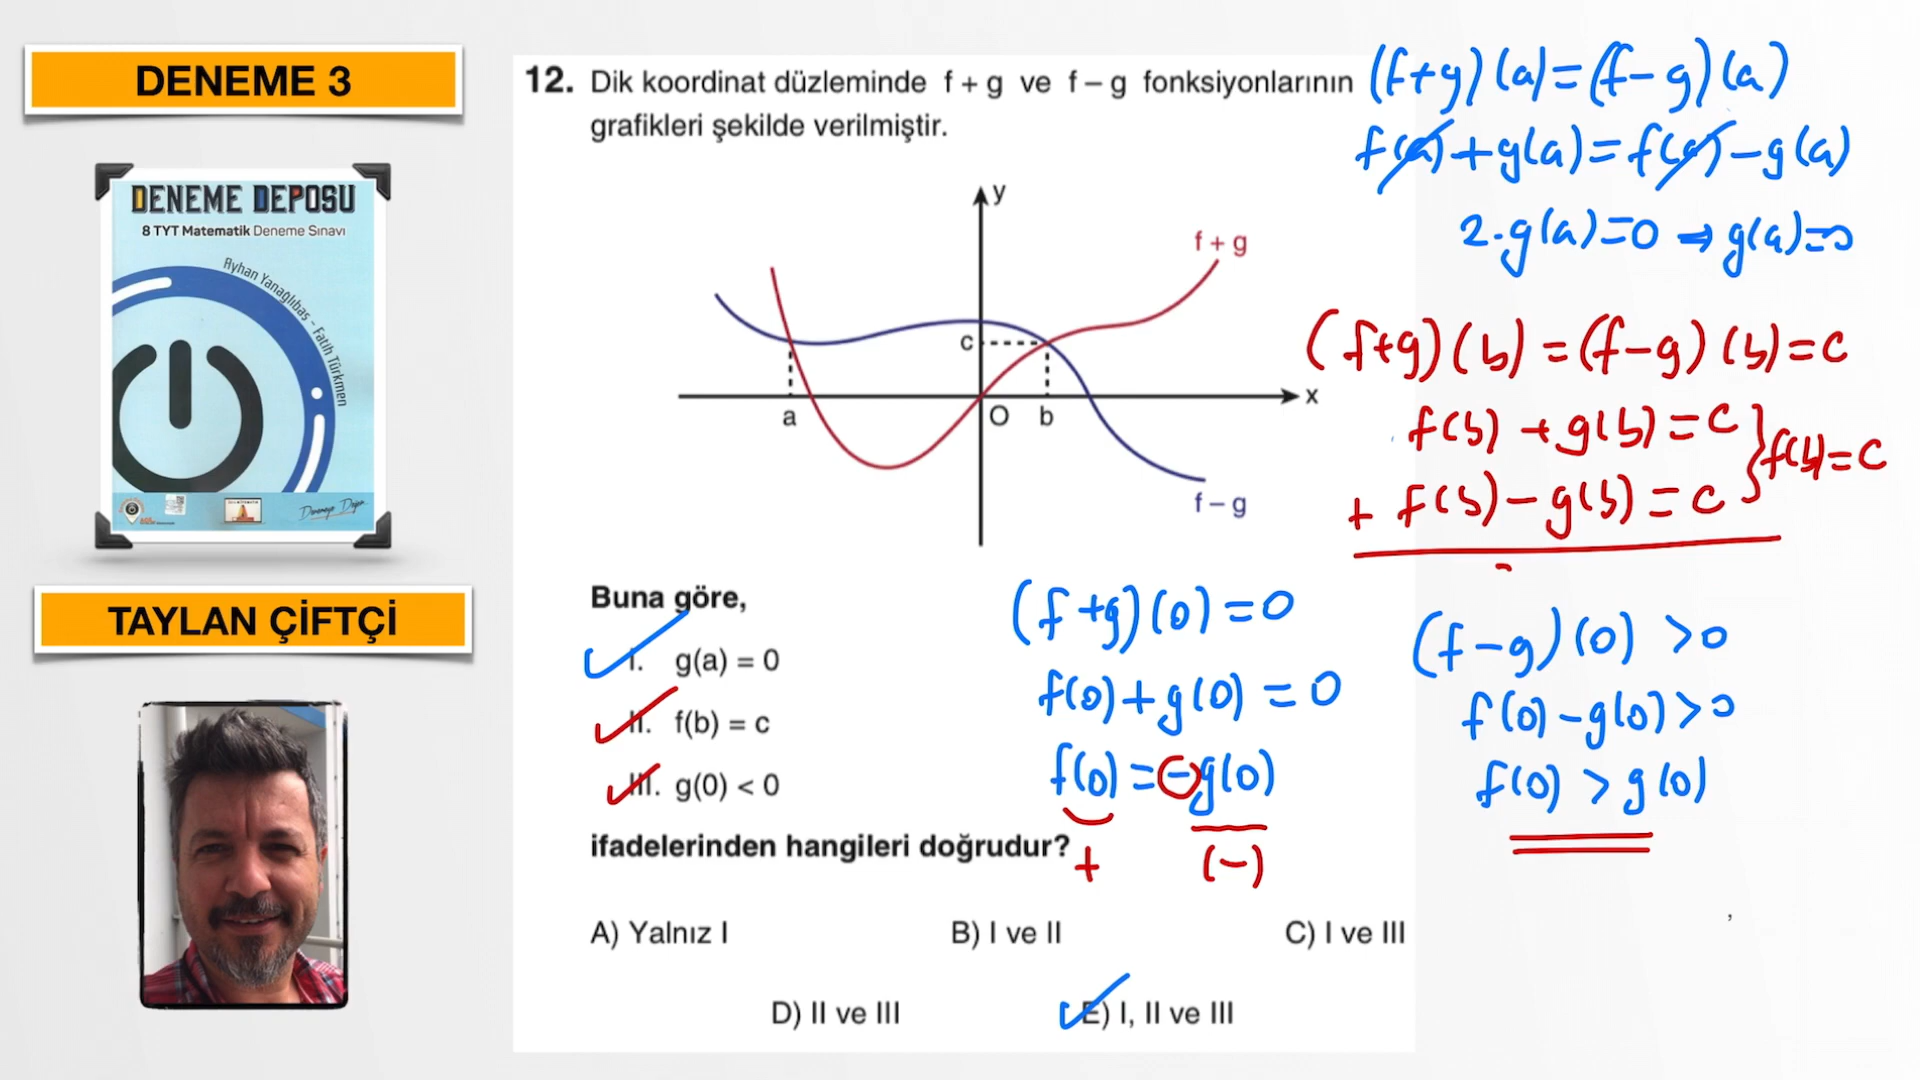 DENEME 3
DENEME DEPOSU
8 TYT Matematik Deneme Sınavı
Ayhan Yanağlıbaş - Fatih Türkmen
Denemeye Değer
TAYLAN ÇİFTÇİ
12. Dik koordinat düzleminde f + g ve f – g fonksiyonlarının
grafikleri şekilde verilmiştir.
y
f + g
c
x
a
O
b
f – g
Buna göre,
I. g(a) = 0
II. f(b) = c
III. g(0) < 0
ifadelerinden hangileri doğrudur?
A) Yalnız I
B) I ve II
C) I ve III
D) II ve III
E) I, II ve III
(f+g)(a)=(f-g)(a)
f(a)+g(a)=f(a)-g(a)
2.g(a)=0 ⇒ g(a)=0
(f+g)(b)=(f-g)(b)=c
f(b)+g(b)=c } f(b)=c
+ f(b)-g(b)=c
(f+g)(0)=0
f(0)+g(0)=0
f(0)=-g(0)
+ (-)
(f-g)(0)>0
f(0)-g(0)>0
f(0)>g(0)